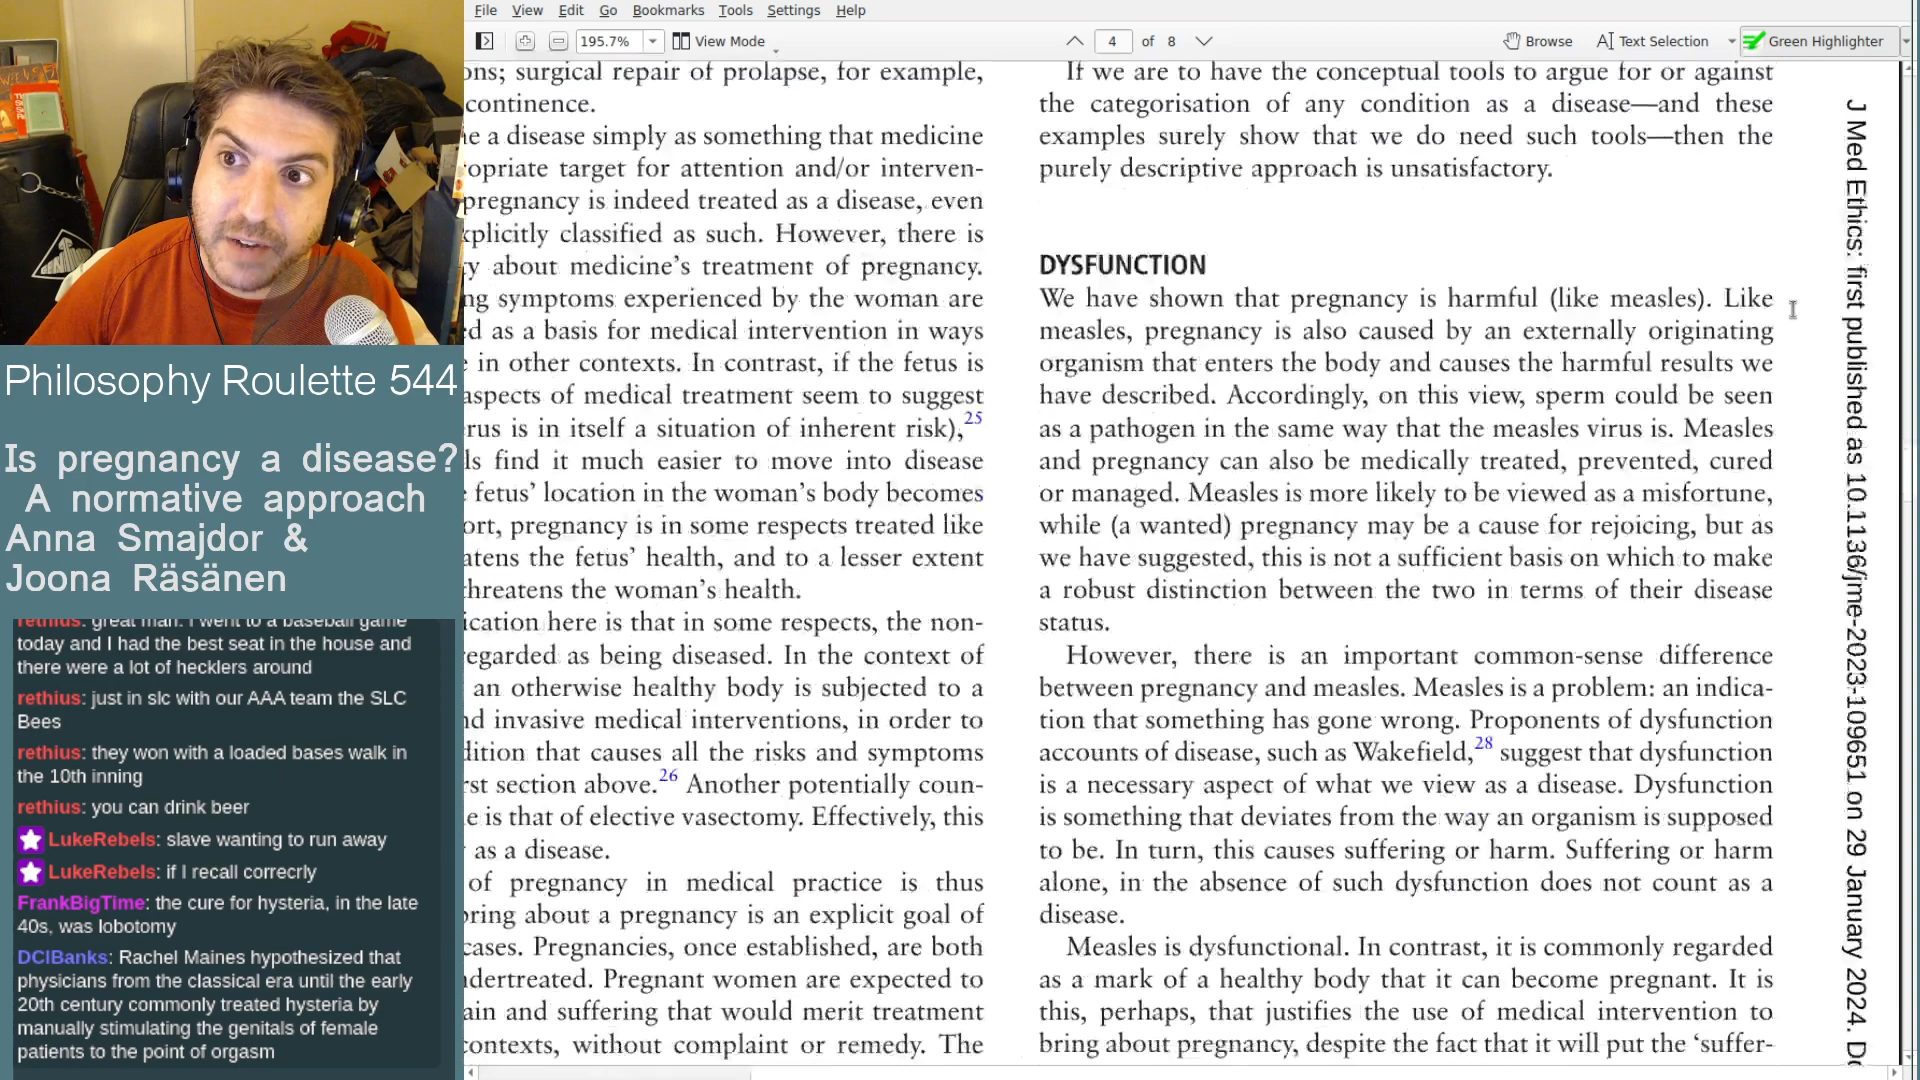 File View Edit Go Bookmarks Tools Settings Help
195.7% View Mode 4 of 8 Browse Text Selection Green Highlighter
Philosophy Roulette 544
Is pregnancy a disease?
A normative approach
Anna Smajdor &
Joona Räsänen
rethius: great man. I went to a baseball game
today and I had the best seat in the house and
there were a lot of hecklers around
rethius: just in slc with our AAA team the SLC
Bees
rethius: they won with a loaded bases walk in
the 10th inning
rethius: you can drink beer
LukeRebels: slave wanting to run away
LukeRebels: if I recall correcrly
FrankBigTime: the cure for hysteria, in the late
40s, was lobotomy
DCIBanks: Rachel Maines hypothesized that
physicians from the classical era until the early
20th century commonly treated hysteria by
manually stimulating the genitals of female
patients to the point of orgasm
ons; surgical repair of prolapse, for example,
continence.
e a disease simply as something that medicine
opriate target for attention and/or interven-
pregnancy is indeed treated as a disease, even
xplicitly classified as such. However, there is
y about medicine's treatment of pregnancy.
ng symptoms experienced by the woman are
d as a basis for medical intervention in ways
in other contexts. In contrast, if the fetus is
aspects of medical treatment seem to suggest
rus is in itself a situation of inherent risk),25
ls find it much easier to move into disease
fetus' location in the woman's body becomes
ort, pregnancy is in some respects treated like
atens the fetus' health, and to a lesser extent
threatens the woman's health.
ication here is that in some respects, the non-
regarded as being diseased. In the context of
an otherwise healthy body is subjected to a
nd invasive medical interventions, in order to
dition that causes all the risks and symptoms
rst section above.26 Another potentially coun-
e is that of elective vasectomy. Effectively, this
as a disease.
of pregnancy in medical practice is thus
bring about a pregnancy is an explicit goal of
cases. Pregnancies, once established, are both
ndertreated. Pregnant women are expected to
ain and suffering that would merit treatment
contexts, without complaint or remedy. The
If we are to have the conceptual tools to argue for or against
the categorisation of any condition as a disease—and these
examples surely show that we do need such tools—then the
purely descriptive approach is unsatisfactory.
DYSFUNCTION
We have shown that pregnancy is harmful (like measles). Like
measles, pregnancy is also caused by an externally originating
organism that enters the body and causes the harmful results we
have described. Accordingly, on this view, sperm could be seen
as a pathogen in the same way that the measles virus is. Measles
and pregnancy can also be medically treated, prevented, cured
or managed. Measles is more likely to be viewed as a misfortune,
while (a wanted) pregnancy may be a cause for rejoicing, but as
we have suggested, this is not a sufficient basis on which to make
a robust distinction between the two in terms of their disease
status.
However, there is an important common-sense difference
between pregnancy and measles. Measles is a problem: an indica-
tion that something has gone wrong. Proponents of dysfunction
accounts of disease, such as Wakefield,28 suggest that dysfunction
is a necessary aspect of what we view as a disease. Dysfunction
is something that deviates from the way an organism is supposed
to be. In turn, this causes suffering or harm. Suffering or harm
alone, in the absence of such dysfunction does not count as a
disease.
Measles is dysfunctional. In contrast, it is commonly regarded
as a mark of a healthy body that it can become pregnant. It is
this, perhaps, that justifies the use of medical intervention to
bring about pregnancy, despite the fact that it will put the 'suffer-
J Med Ethics: first published as 10.1136/jme-2023-109651 on 29 January 2024. Do